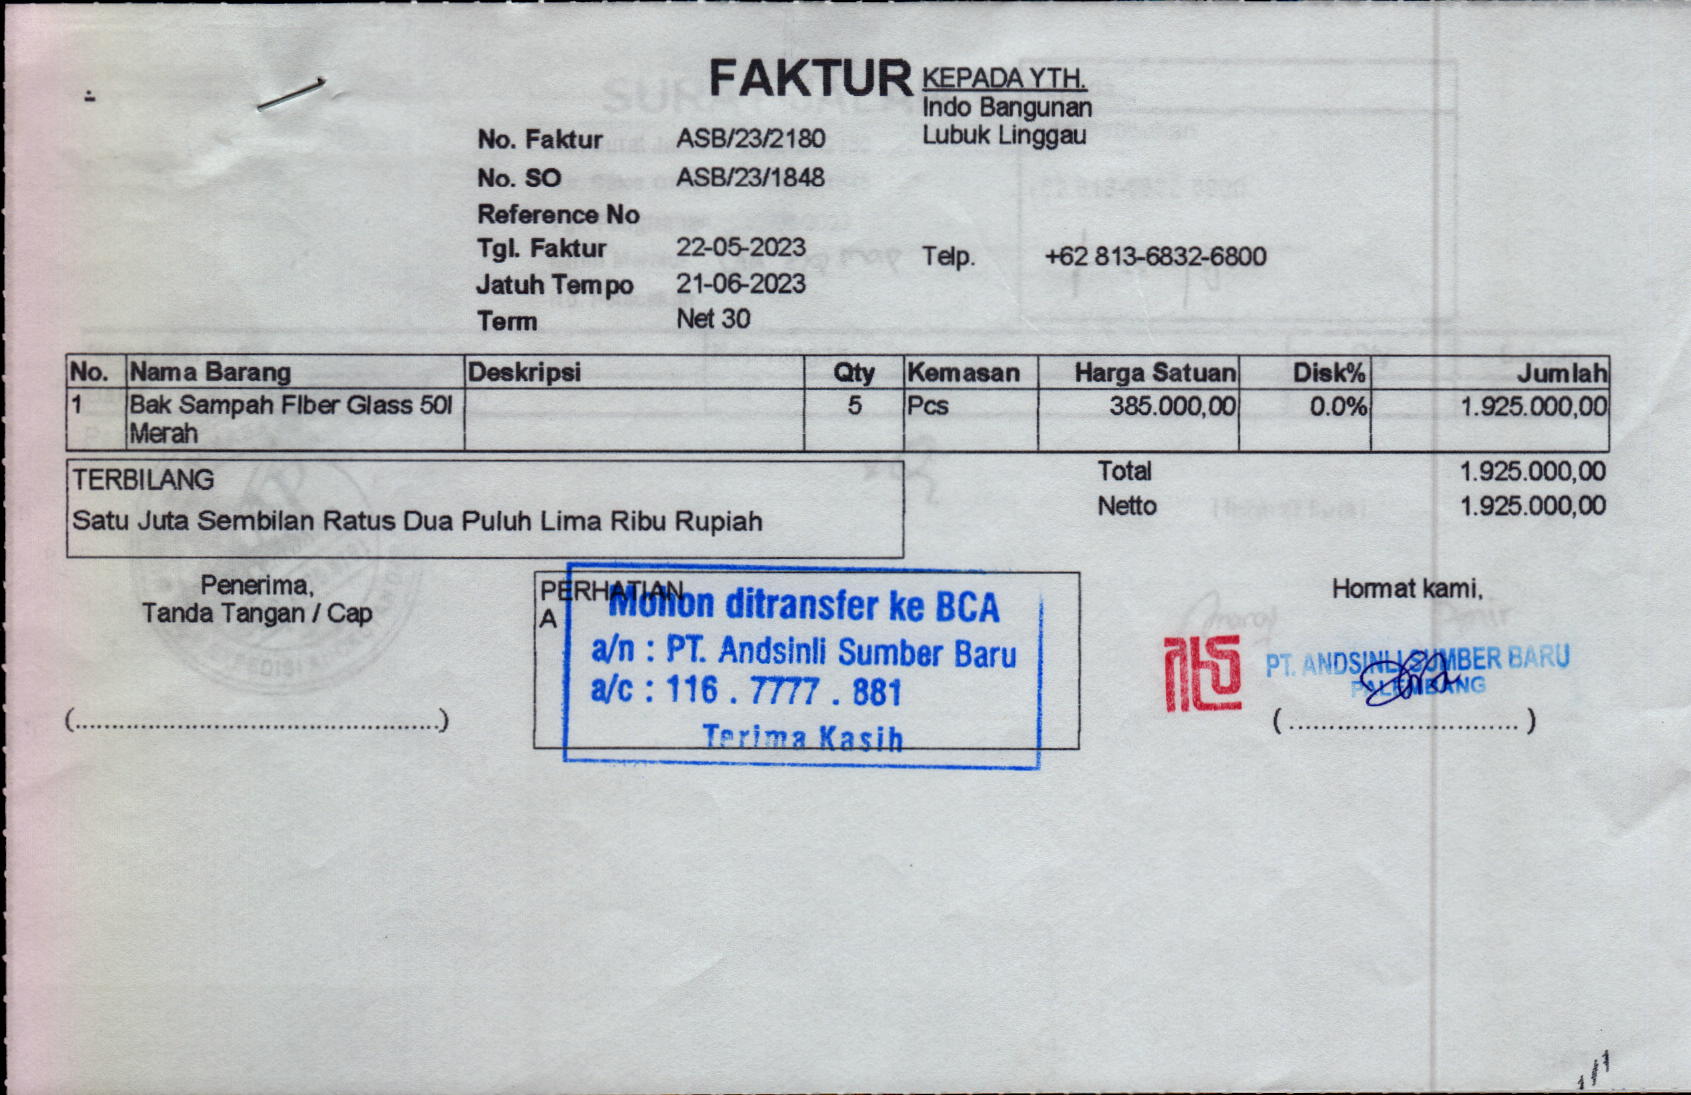 FAKTUR
KEPADA YTH.
Indo Bangunan
Lubuk Linggau
No. Faktur ASB/23/2180
No. SO ASB/23/1848
Reference No
Tgl. Faktur 22-05-2023
Telp. +62 813-6832-6800
Jatuh Tempo 21-06-2023
Term Net 30
No. Nama Barang Deskripsi Qty Kemasan Harga Satuan Disk% Jumlah
1 Bak Sampah FIber Glass 50l 5 Pcs 385.000,00 0.0% 1.925.000,00
Merah
TERBILANG
Satu Juta Sembilan Ratus Dua Puluh Lima Ribu Rupiah
Total 1.925.000,00
Netto 1.925.000,00
Penerima,
Tanda Tangan / Cap
(................................................)
PERHATIAN
A
Mohon ditransfer ke BCA
a/n : PT. Andsinli Sumber Baru
a/c : 116 . 7777 . 881
Terima Kasih
Hormat kami,
PT. ANDSINLI SUMBER BARU
PALEMBANG
(............................)
1/1